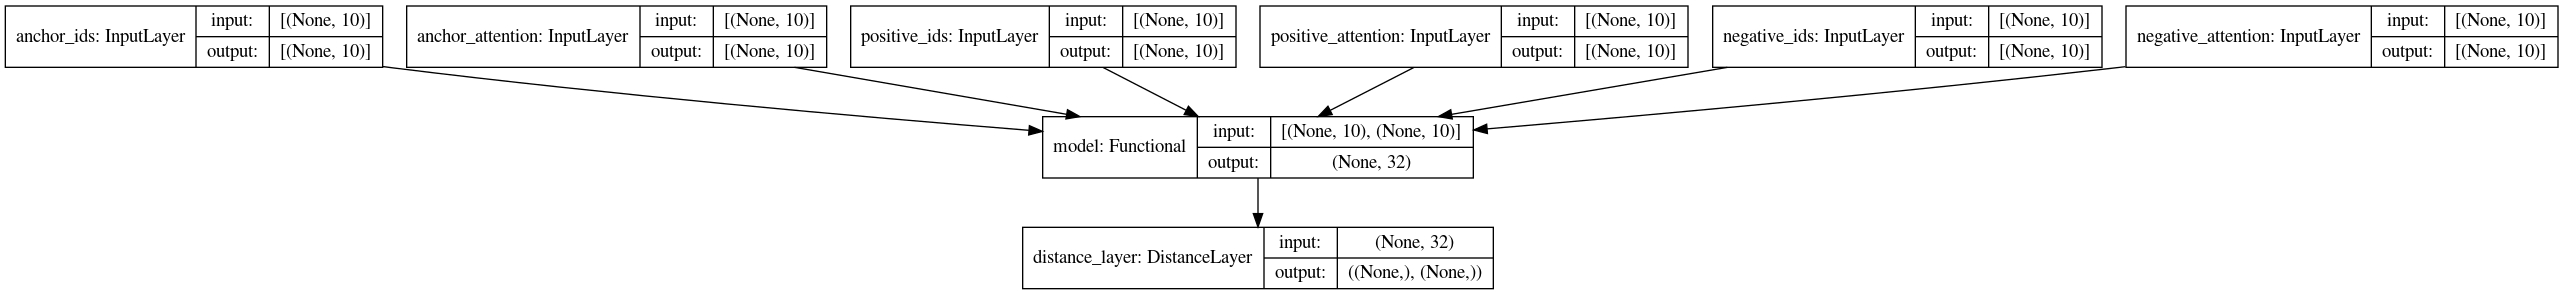 anchor_ids: InputLayer
input:
[(None, 10)]
output:
[(None, 10)]
anchor_attention: InputLayer
input:
[(None, 10)]
output:
[(None, 10)]
positive_ids: InputLayer
input:
[(None, 10)]
output:
[(None, 10)]
positive_attention: InputLayer
input:
[(None, 10)]
output:
[(None, 10)]
negative_ids: InputLayer
input:
[(None, 10)]
output:
[(None, 10)]
negative_attention: InputLayer
input:
[(None, 10)]
output:
[(None, 10)]
model: Functional
input:
[(None, 10), (None, 10)]
output:
(None, 32)
distance_layer: DistanceLayer
input:
(None, 32)
output:
((None,), (None,))